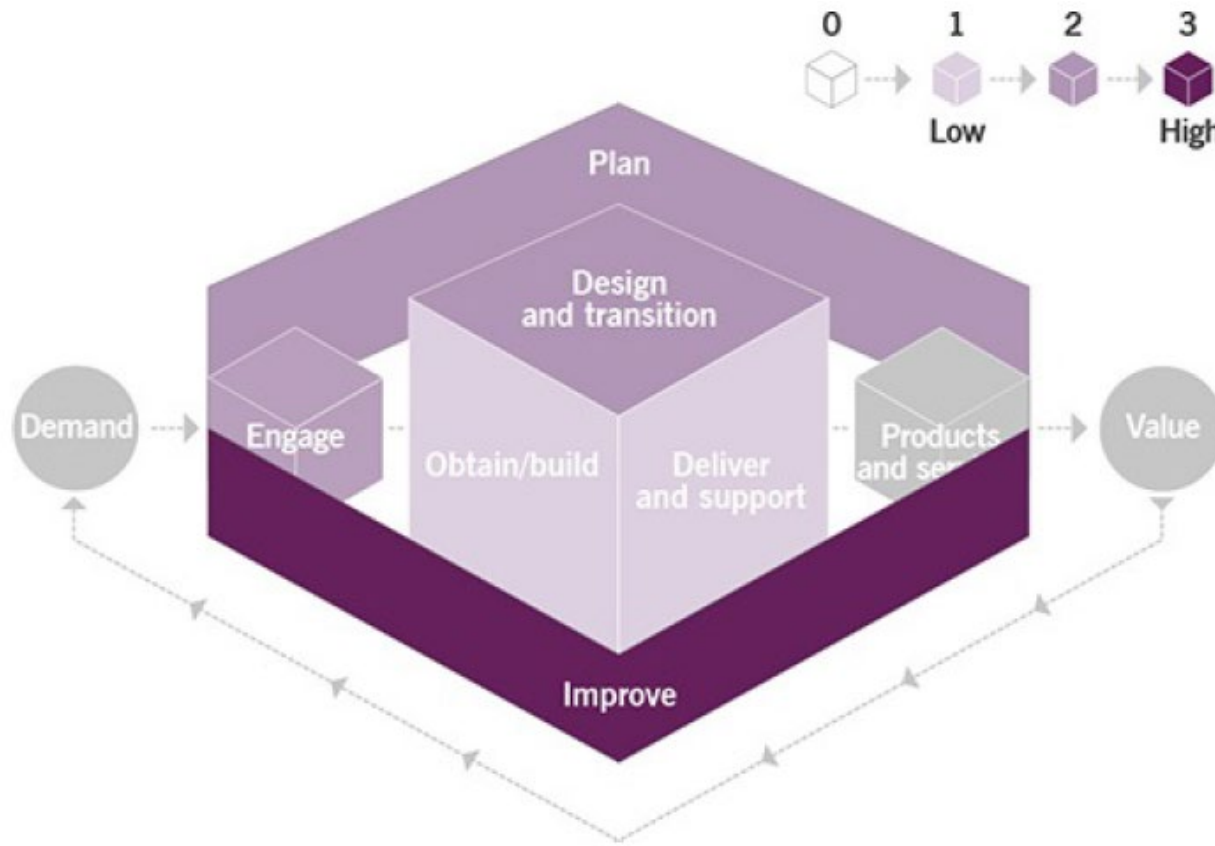 0 1 2 3
Low High
Plan
Design
and transition
Demand
Engage
Obtain/build
Deliver
and support
Products
and
Value
Improve